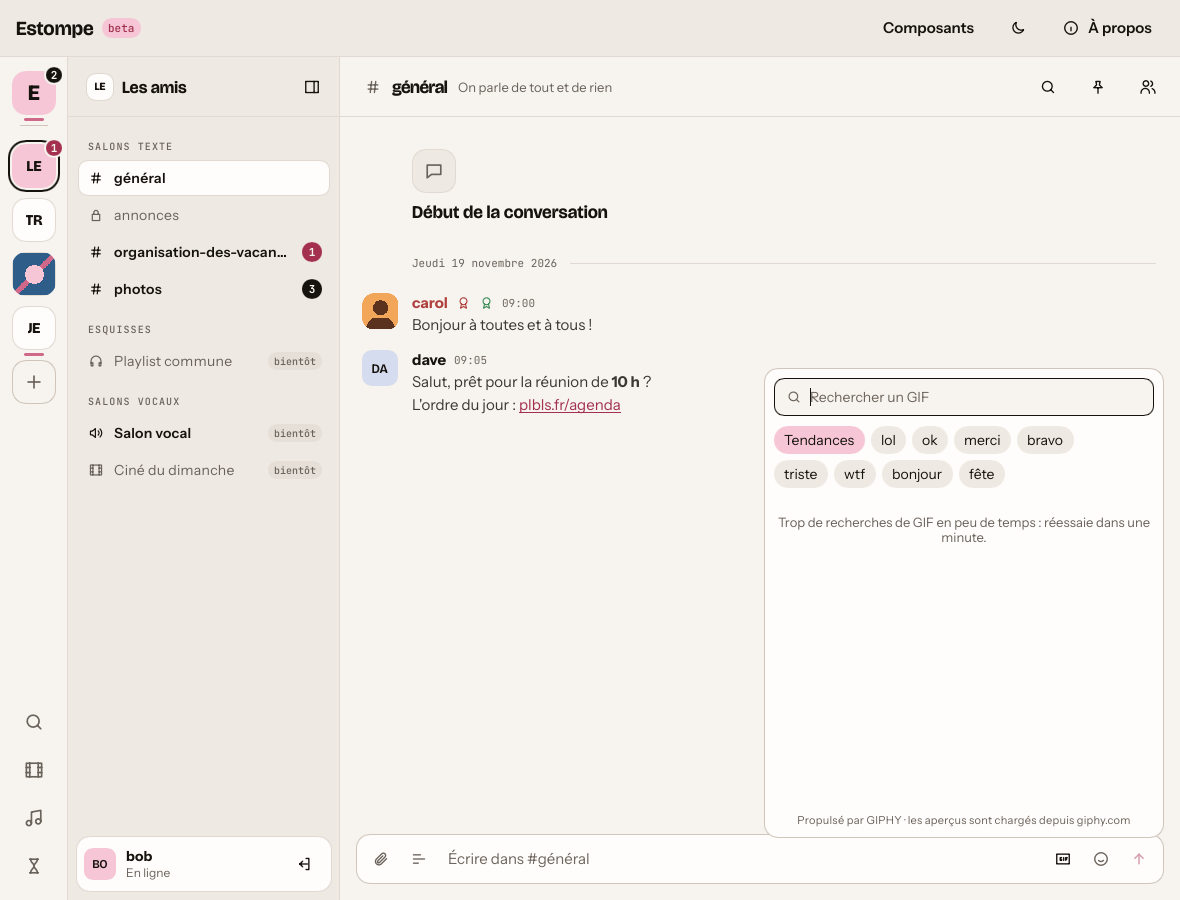 Estompe beta
Composants
À propos
E 2
LE 1
TR
JE
LE Les amis
SALONS TEXTE
# général
annonces
# organisation-des-vacan... 1
# photos 3
ESQUISSES
Playlist commune bientôt
SALONS VOCAUX
Salon vocal bientôt
Ciné du dimanche bientôt
BO bob
En ligne
# général On parle de tout et de rien
Début de la conversation
Jeudi 19 novembre 2026
carol 09:00
Bonjour à toutes et à tous !
DA dave 09:05
Salut, prêt pour la réunion de 10 h ?
L'ordre du jour : plbls.fr/agenda
Rechercher un GIF
Tendances lol ok merci bravo
triste wtf bonjour fête
Trop de recherches de GIF en peu de temps : réessaie dans une
minute.
Propulsé par GIPHY · les aperçus sont chargés depuis giphy.com
Écrire dans #général
GIF